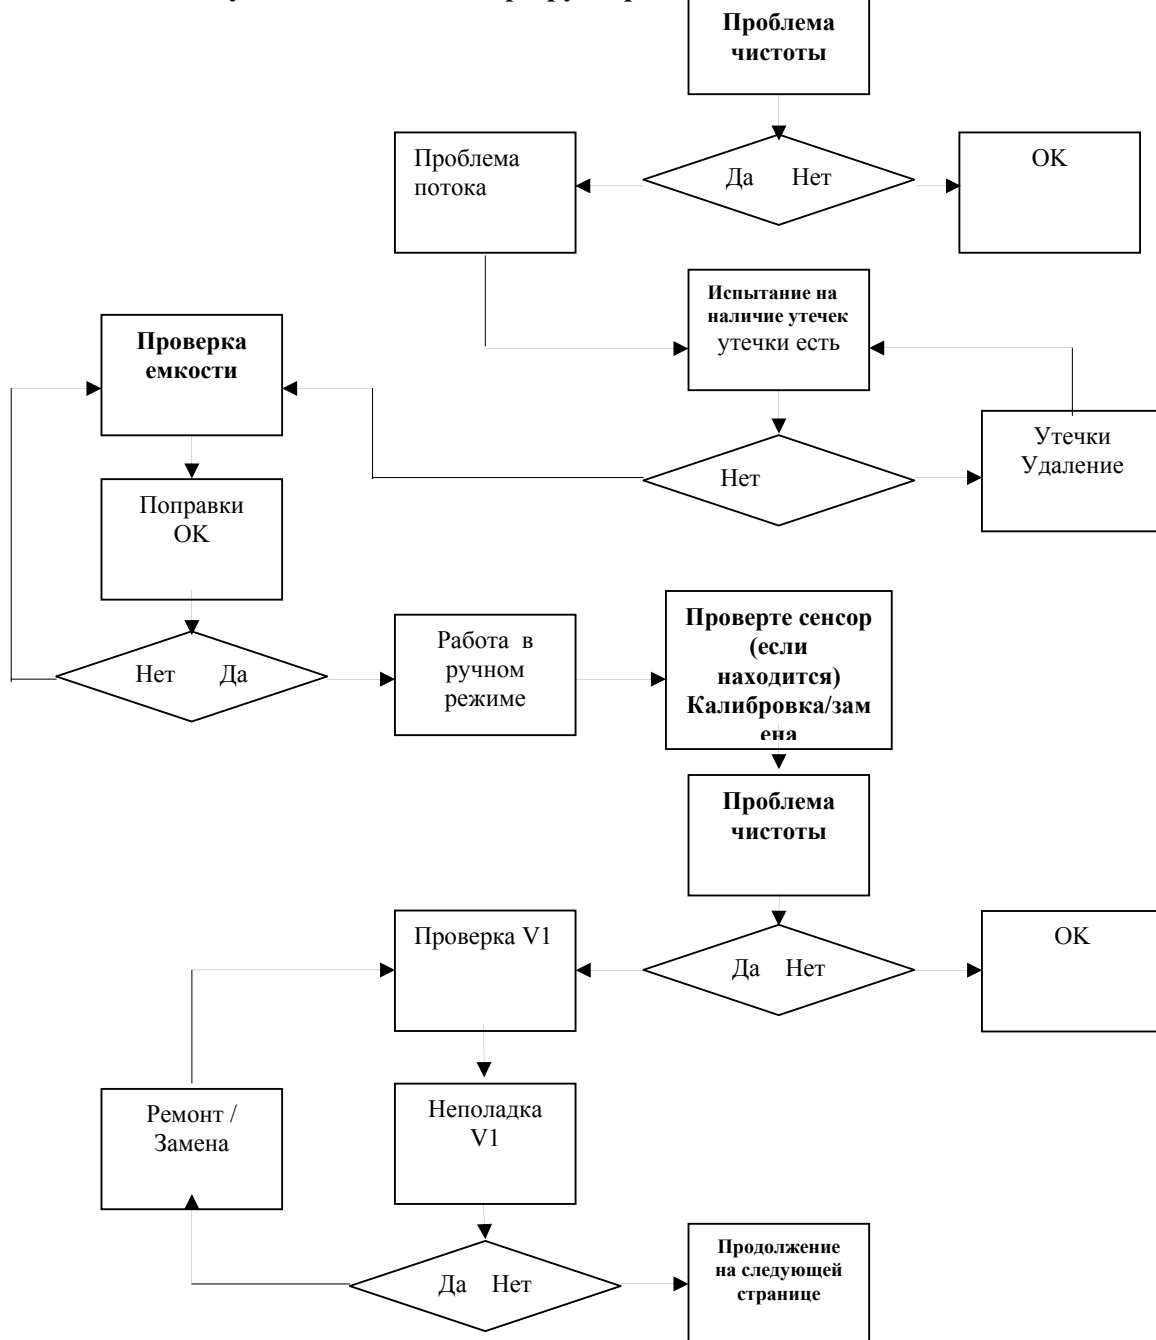 Проблема
чистоты
Проблема
потока
Да Нет
OK
Испытание на
наличие утечек
утечки есть
Проверка
емкости
Нет
Утечки
Удаление
Поправки
OK
Нет Да
Работа в
ручном
режиме
Проверте сенсор
(если
находится)
Калибровка/зам
ена
Проблема
чистоты
Проверка V1
Да Нет
OK
Ремонт /
Замена
Неполадка
V1
Да Нет
Продолжение
на следующей
странице